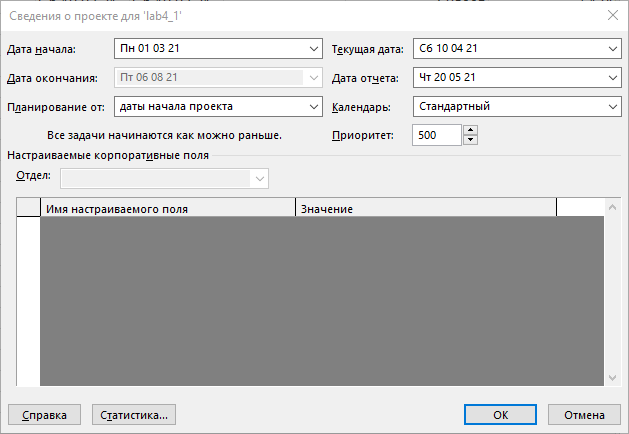 Сведения о проекте для 'lab4_1'
Дата начала: Пн 01 03 21 Текущая дата: Сб 10 04 21
Дата окончания: Пт 06 08 21 Дата отчета: Чт 20 05 21
Планирование от: даты начала проекта Календарь: Стандартный
Все задачи начинаются как можно раньше. Приоритет: 500
Настраиваемые корпоративные поля
Отдел:
Имя настраиваемого поля Значение
Справка Статистика... ОК Отмена